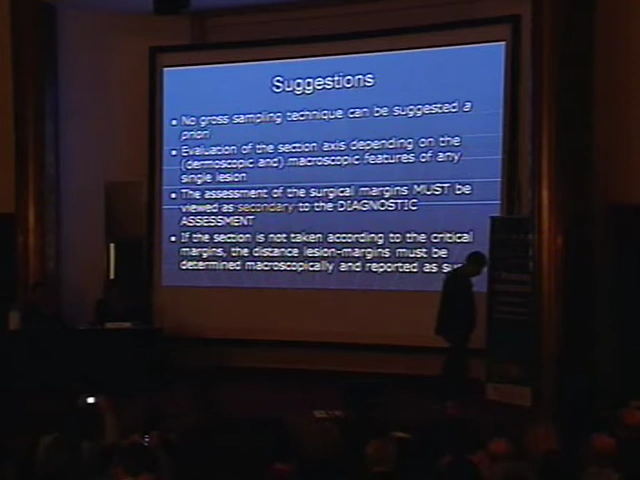 Suggestions
No gross sampling technique can be suggested a
priori
Evaluation of the section axis depending on the
(dermoscopic and) macroscopic features of any
single lesion
The assessment of the surgical margins MUST be
viewed as secondary to the DIAGNOSTIC
ASSESSMENT
If the section is not taken according to the critical
margins, the distance lesion-margins must be
determined macroscopically and reported as